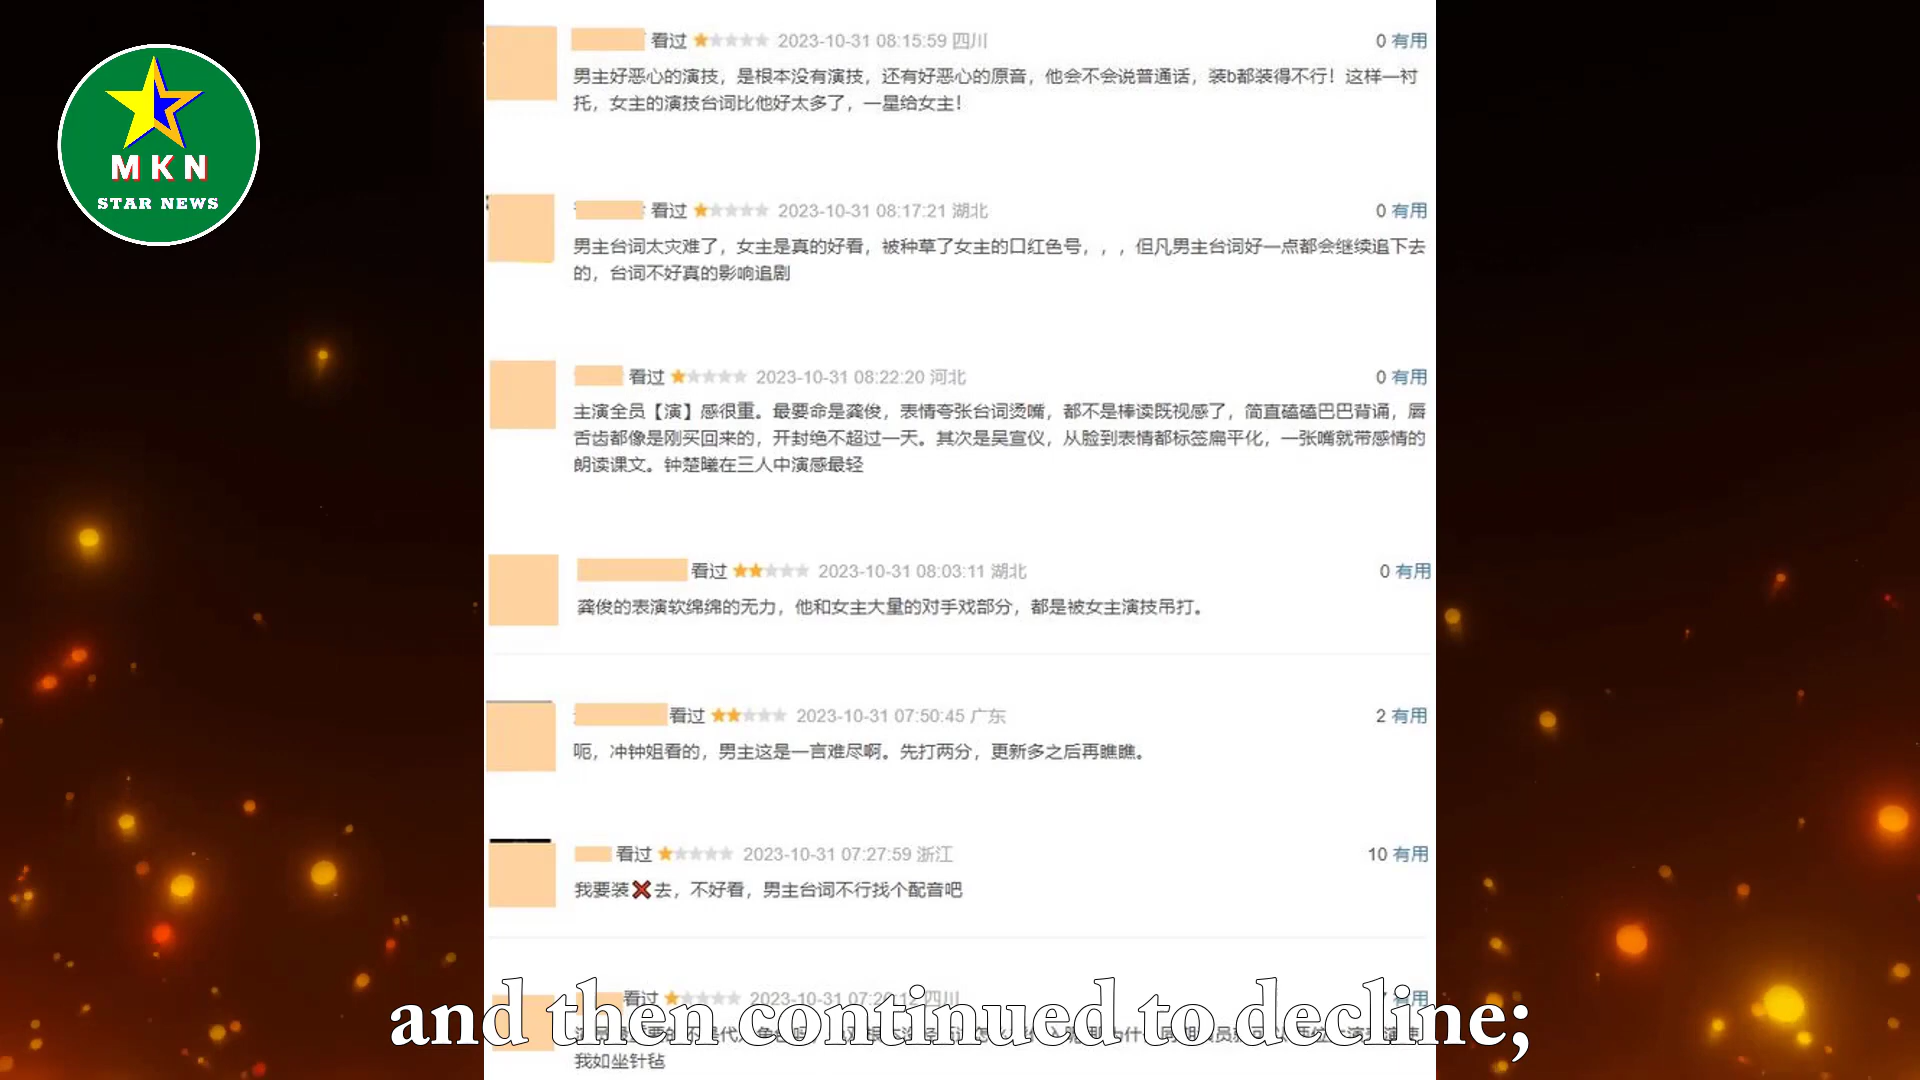 MKN
STAR NEWS
看过 2023-10-31 08:15:59 四川 0 有用
男主好恶心的演技，是根本没有演技，还有好恶心的原音，他会不会说普通话，装b都装得不行！这样一衬
托，女主的演技台词比他好太多了，一星给女主！
看过 2023-10-31 08:17:21 湖北 0 有用
男主台词太灾难了，女主是真的好看，被种草了女主的口红色号，，，但凡男主台词好一点都会继续追下去
的，台词不好真的影响追剧
看过 2023-10-31 08:22:20 河北 0 有用
主演全员【演】感很重。最要命是龚俊，表情夸张台词烫嘴，都不是棒读既视感了，简直磕磕巴巴背诵，唇
舌齿都像是刚买回来的，开封绝不超过一天。其次是吴宣仪，从脸到表情都标签扁平化，一张嘴就带感情的
朗读课文。钟楚曦在三人中演感最轻
看过 2023-10-31 08:03:11 湖北 0 有用
龚俊的表演软绵绵的无力，他和女主大量的对手戏部分，都是被女主演技吊打。
看过 2023-10-31 07:50:45 广东 2 有用
呃，冲钟姐看的，男主这是一言难尽啊。先打两分，更新多之后再瞧瞧。
看过 2023-10-31 07:27:59 浙江 10 有用
我要装❌去，不好看，男主台词不行找个配音吧
看过 2023-10-31 四川 有用
and then continued to decline;
我如坐针毡